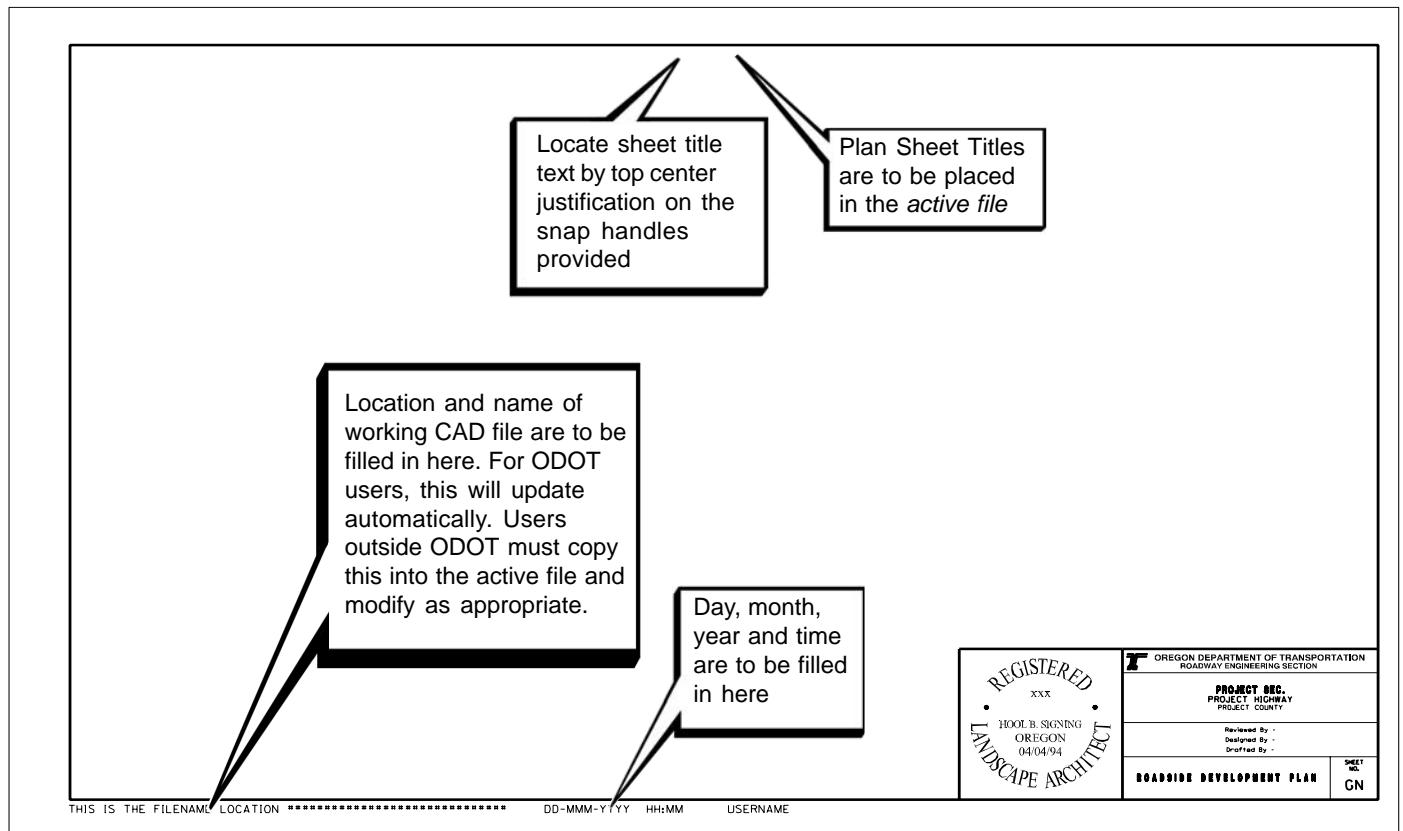 Locate sheet title
text by top center
justification on the
snap handles
provided
Plan Sheet Titles
are to be placed
in the active file
Location and name of
working CAD file are to be
filled in here. For ODOT
users, this will update
automatically. Users
outside ODOT must copy
this into the active file and
modify as appropriate.
Day, month,
year and time
are to be filled
in here
REGISTERED
XXX
HOOL B. SIGNING
OREGON
04/04/94
LANDSCAPE ARCHITECT
OREGON DEPARTMENT OF TRANSPORTATION
ROADWAY ENGINEERING SECTION
PROJECT SEC.
PROJECT HIGHWAY
PROJECT COUNTY
Reviewed By -
Designed By -
Drafted By -
ROADSIDE DEVELOPMENT PLAN
SHEET
NO.
GN
THIS IS THE FILENAME LOCATION ****************************** DD-MMM-YYYY HH:MM USERNAME